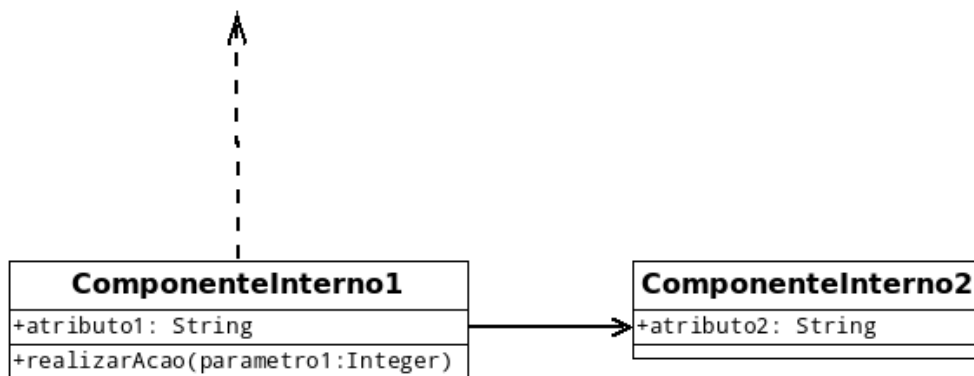 ComponenteInterno1
+atributo1: String
+realizarAcao(parametro1:Integer)
ComponenteInterno2
+atributo2: String